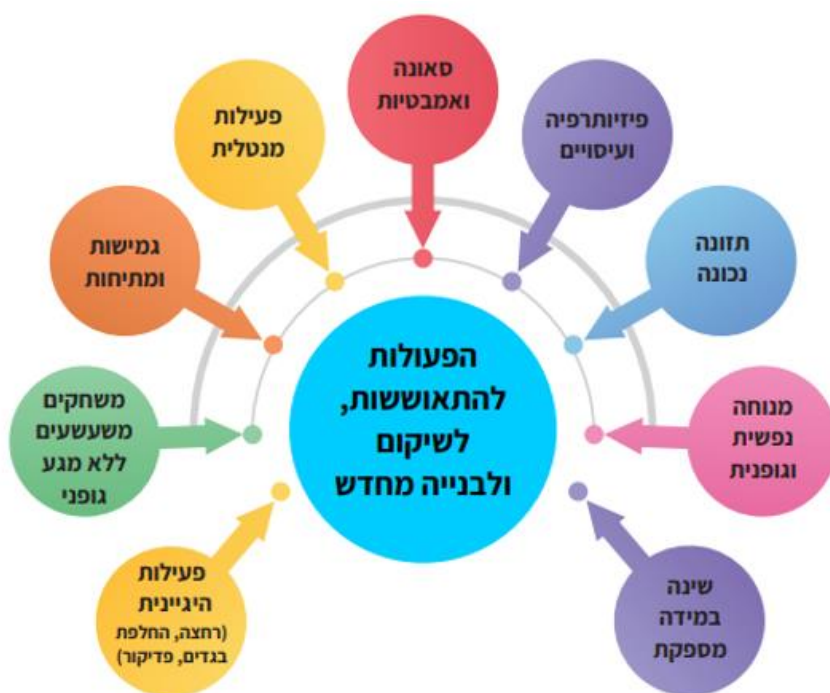 הפעולות
להתאוששות,
לשיקום
ולבנייה מחדש
סאונה
ואמבטיות
פיזיותרפיה
ועיסויים
תזונה
נכונה
מנוחה
נפשית
וגופנית
שינה
במידה
מספקת
פעילות
מנטלית
גמישות
ומתיחות
משחקים
משעשעים
ללא מגע
גופני
פעילות
היגיינית
(רחצה, החלפת
בגדים, פדיקור)